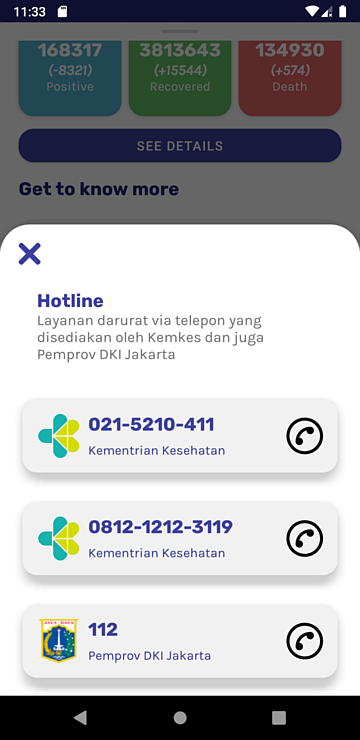 11:33
168317
3813643
134930
(-8321)
(+15544)
(+574)
Positive
Recovered
Death
SEE DETAILS
Get to know more
Hotline
Layanan darurat via telepon yang
disediakan oleh Kemkes dan juga
Pemprov DKI Jakarta
021-5210-411
Kementrian Kesehatan
0812-1212-3119
Kementrian Kesehatan
JAYA RAYA
112
Pemprov DKI Jakarta